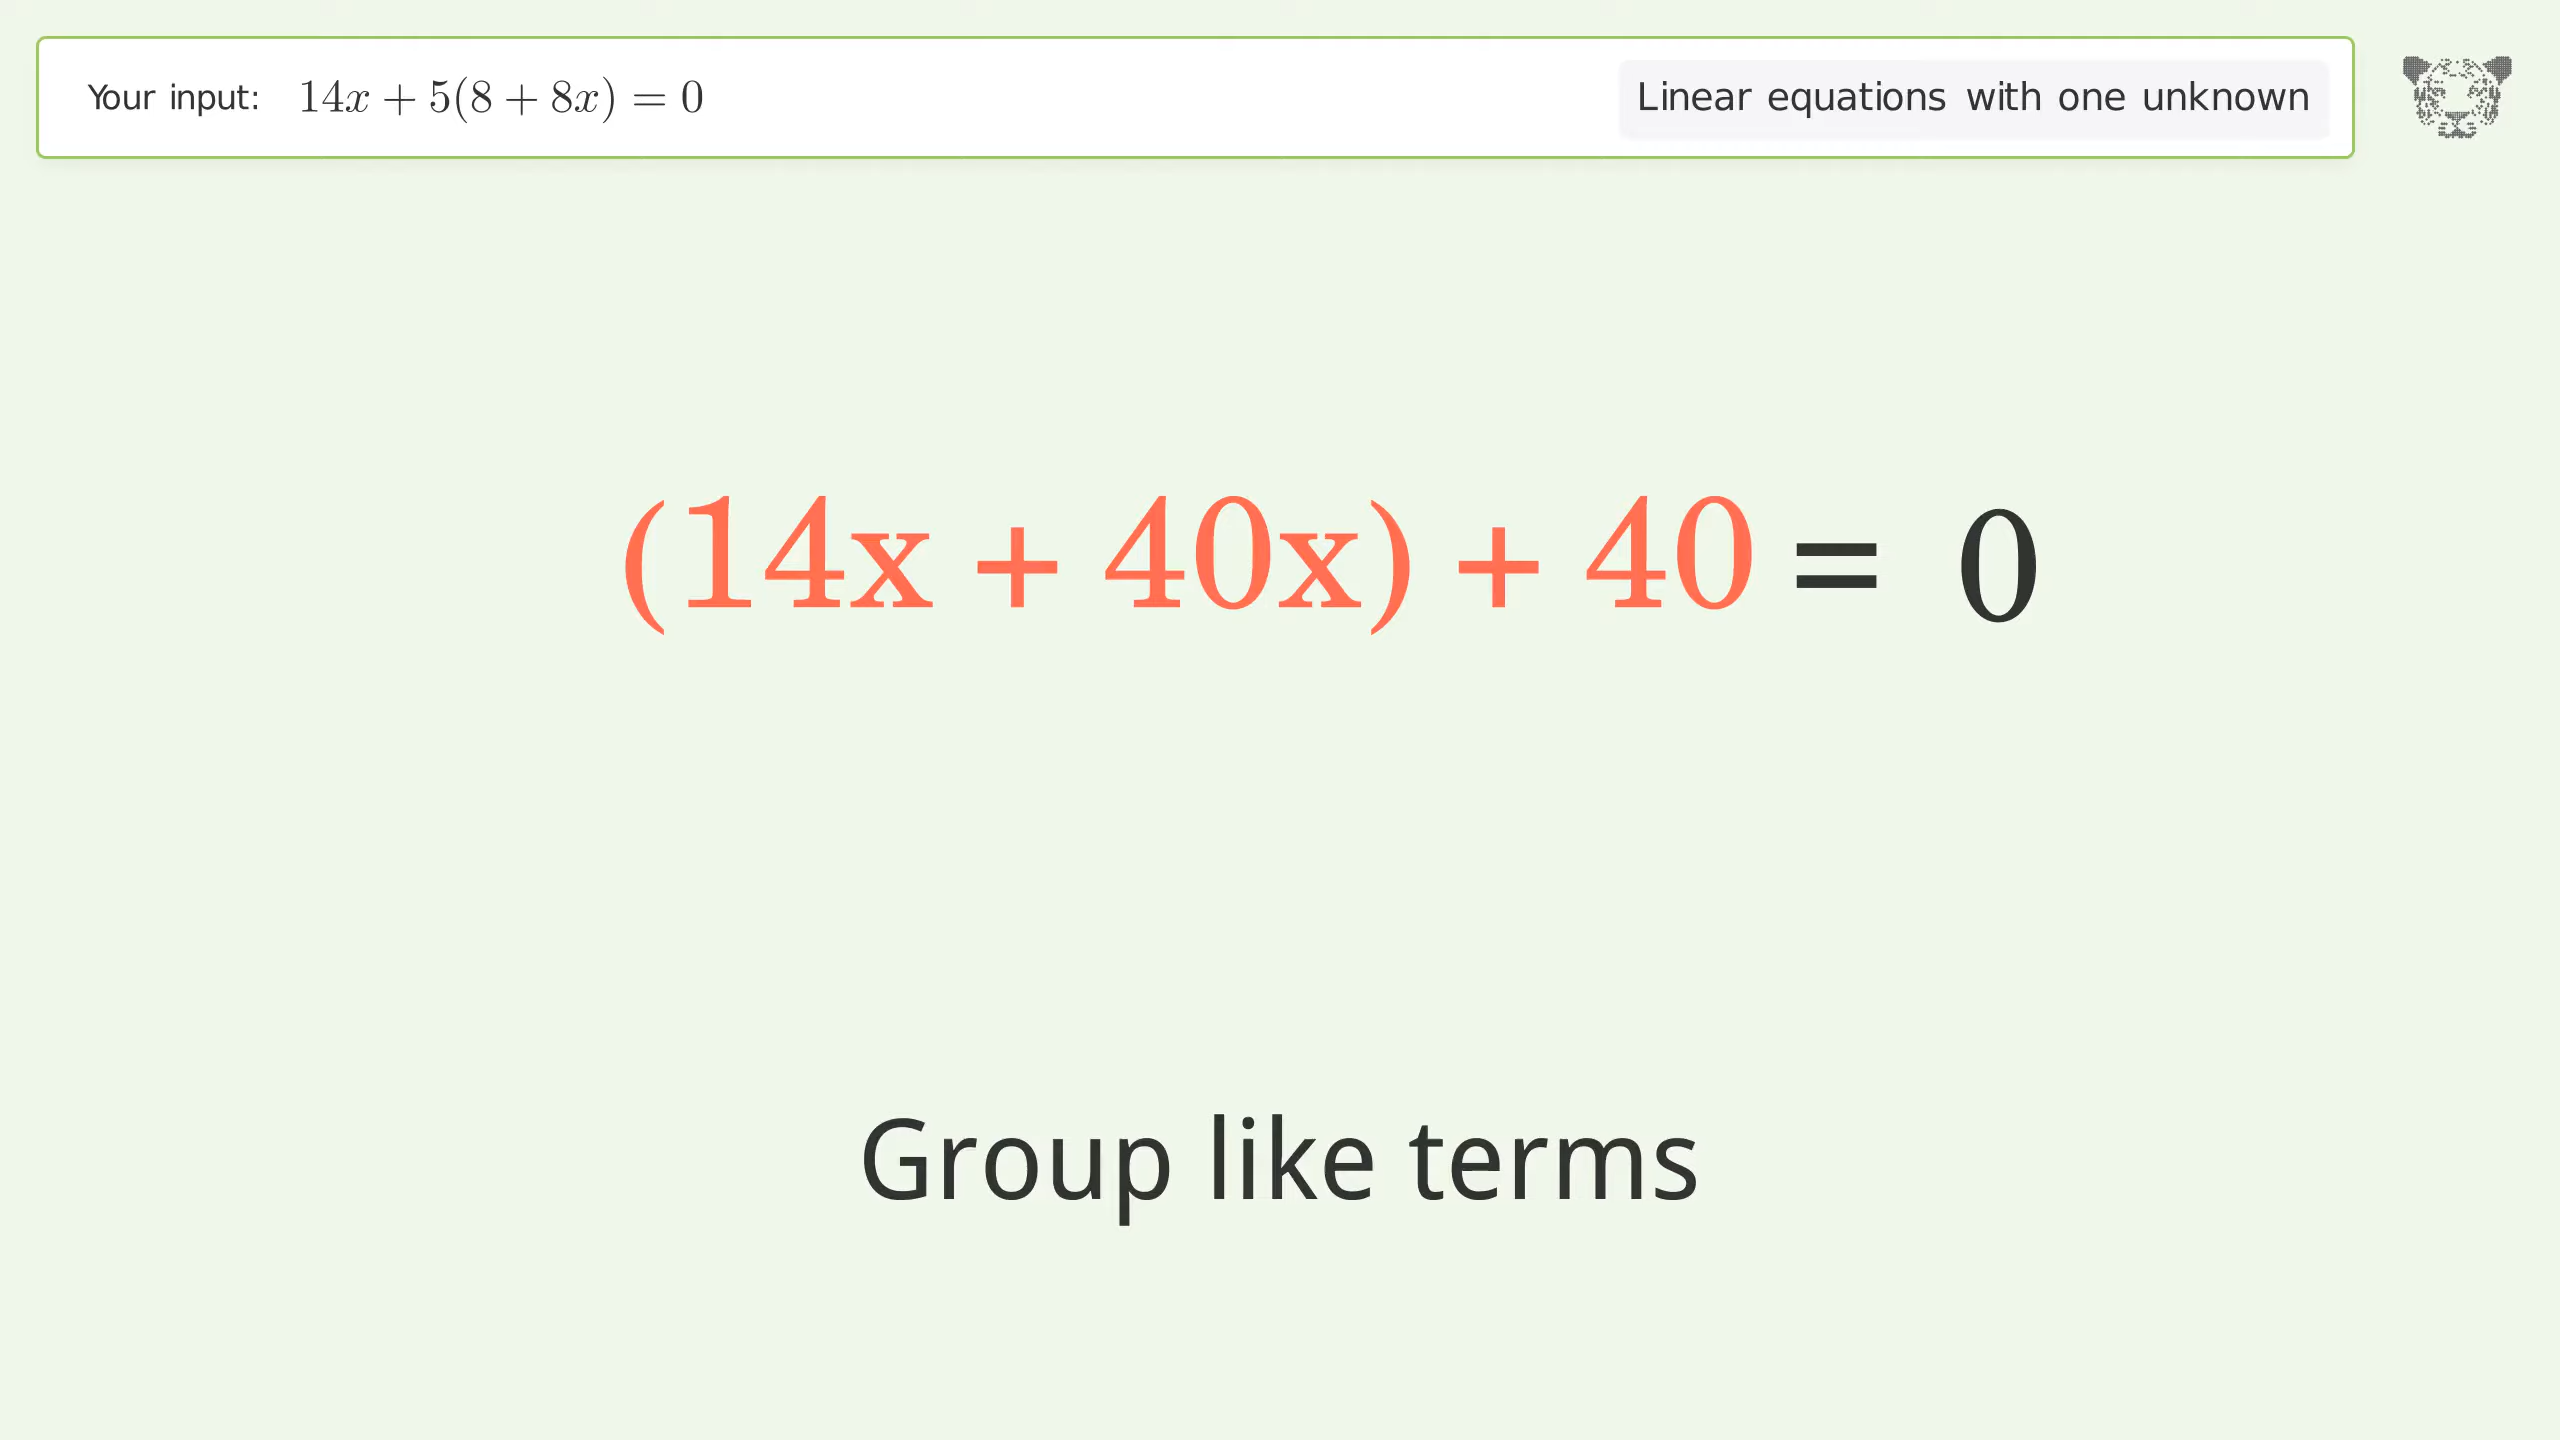 Your input: 14x + 5(8 + 8x) = 0
Linear equations with one unknown
(14x + 40x) + 40 = 0
Group like terms